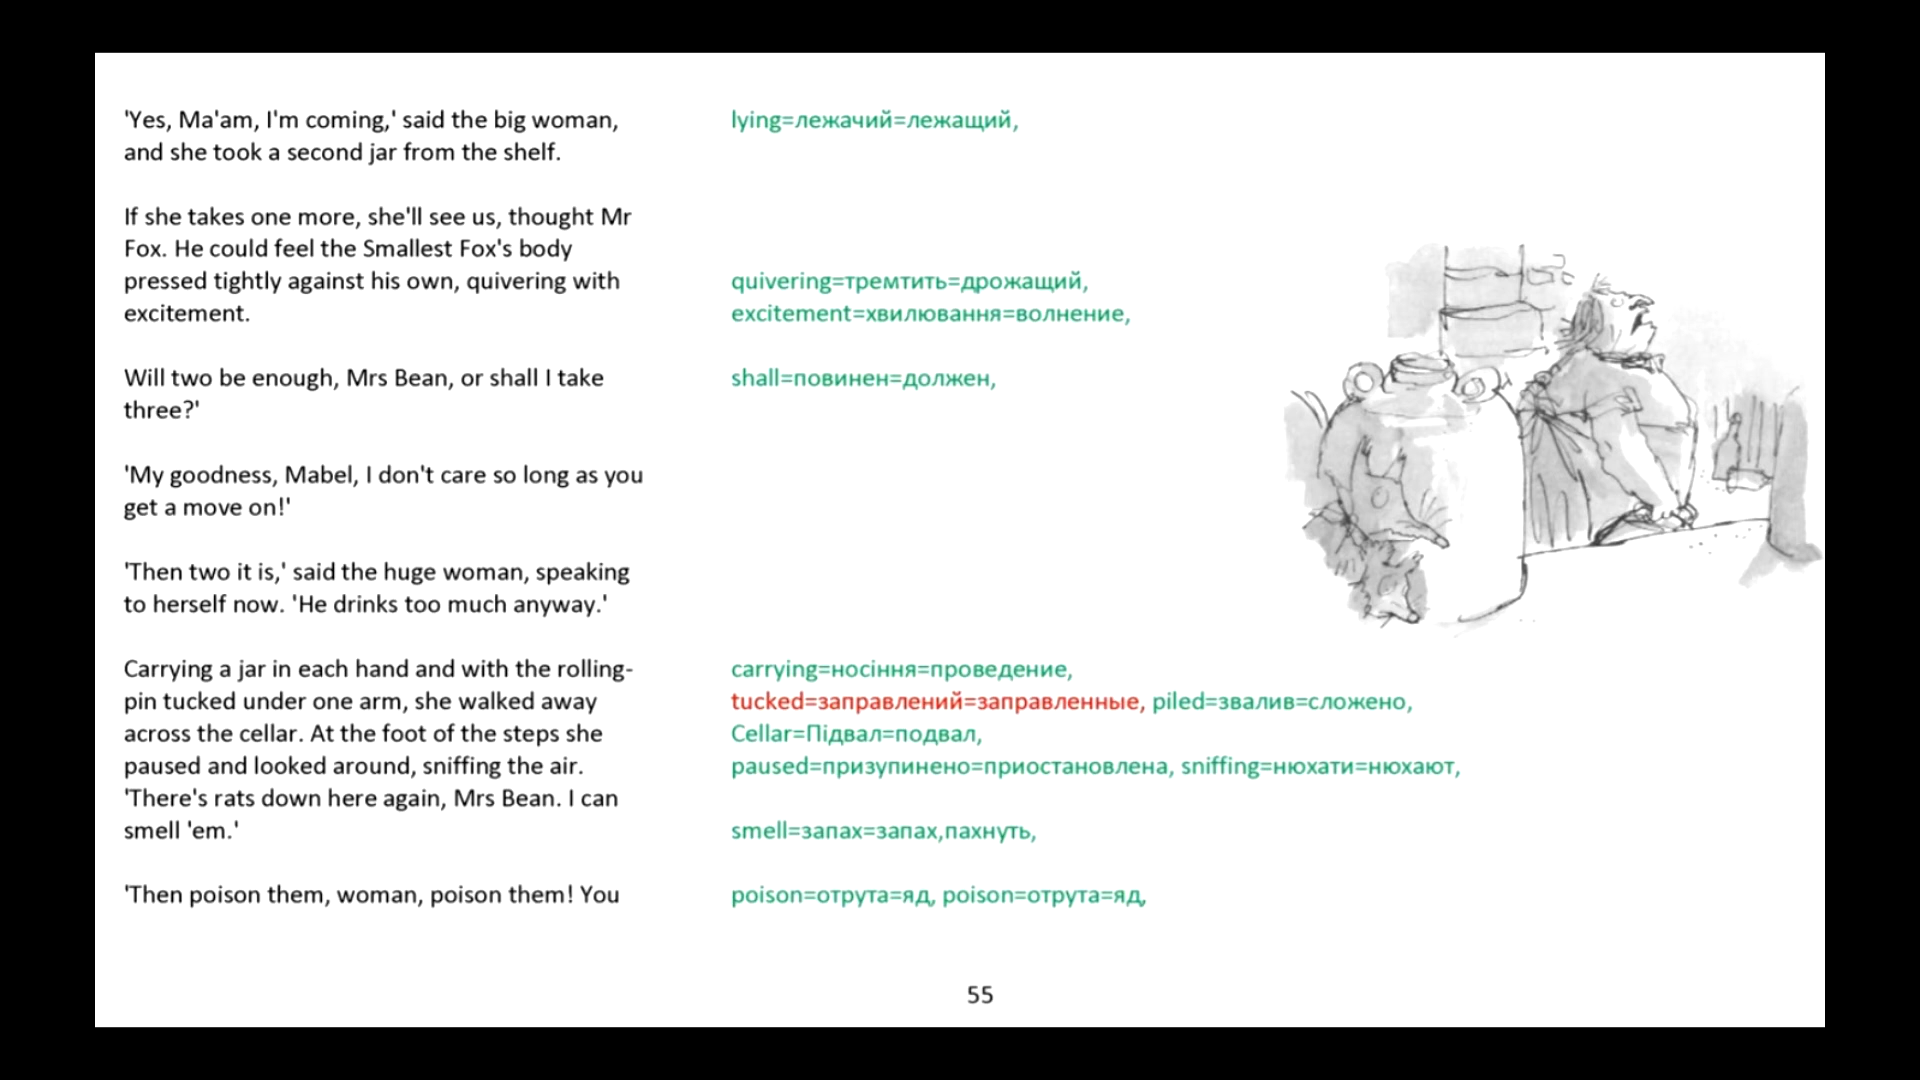 'Yes, Ma'am, I'm coming,' said the big woman,
and she took a second jar from the shelf.
If she takes one more, she'll see us, thought Mr
Fox. He could feel the Smallest Fox's body
pressed tightly against his own, quivering with
excitement.
Will two be enough, Mrs Bean, or shall I take
three?'
'My goodness, Mabel, I don't care so long as you
get a move on!'
'Then two it is,' said the huge woman, speaking
to herself now. 'He drinks too much anyway.'
Carrying a jar in each hand and with the rolling-
pin tucked under one arm, she walked away
across the cellar. At the foot of the steps she
paused and looked around, sniffing the air.
'There's rats down here again, Mrs Bean. I can
smell 'em.'
'Then poison them, woman, poison them! You
lying=лежачий=лежащий,
quivering=тремтить=дрожащий,
excitement=хвилювання=волнение,
shall=повинен=должен,
carrying=носіння=проведение,
tucked=заправлений=заправленные, piled=звалив=сложено,
Cellar=Підвал=подвал,
paused=призупинено=приостановлена, sniffing=нюхати=нюхают,
smell=запах=запах,пахнуть,
poison=отрута=яд, poison=отрута=яд,
55